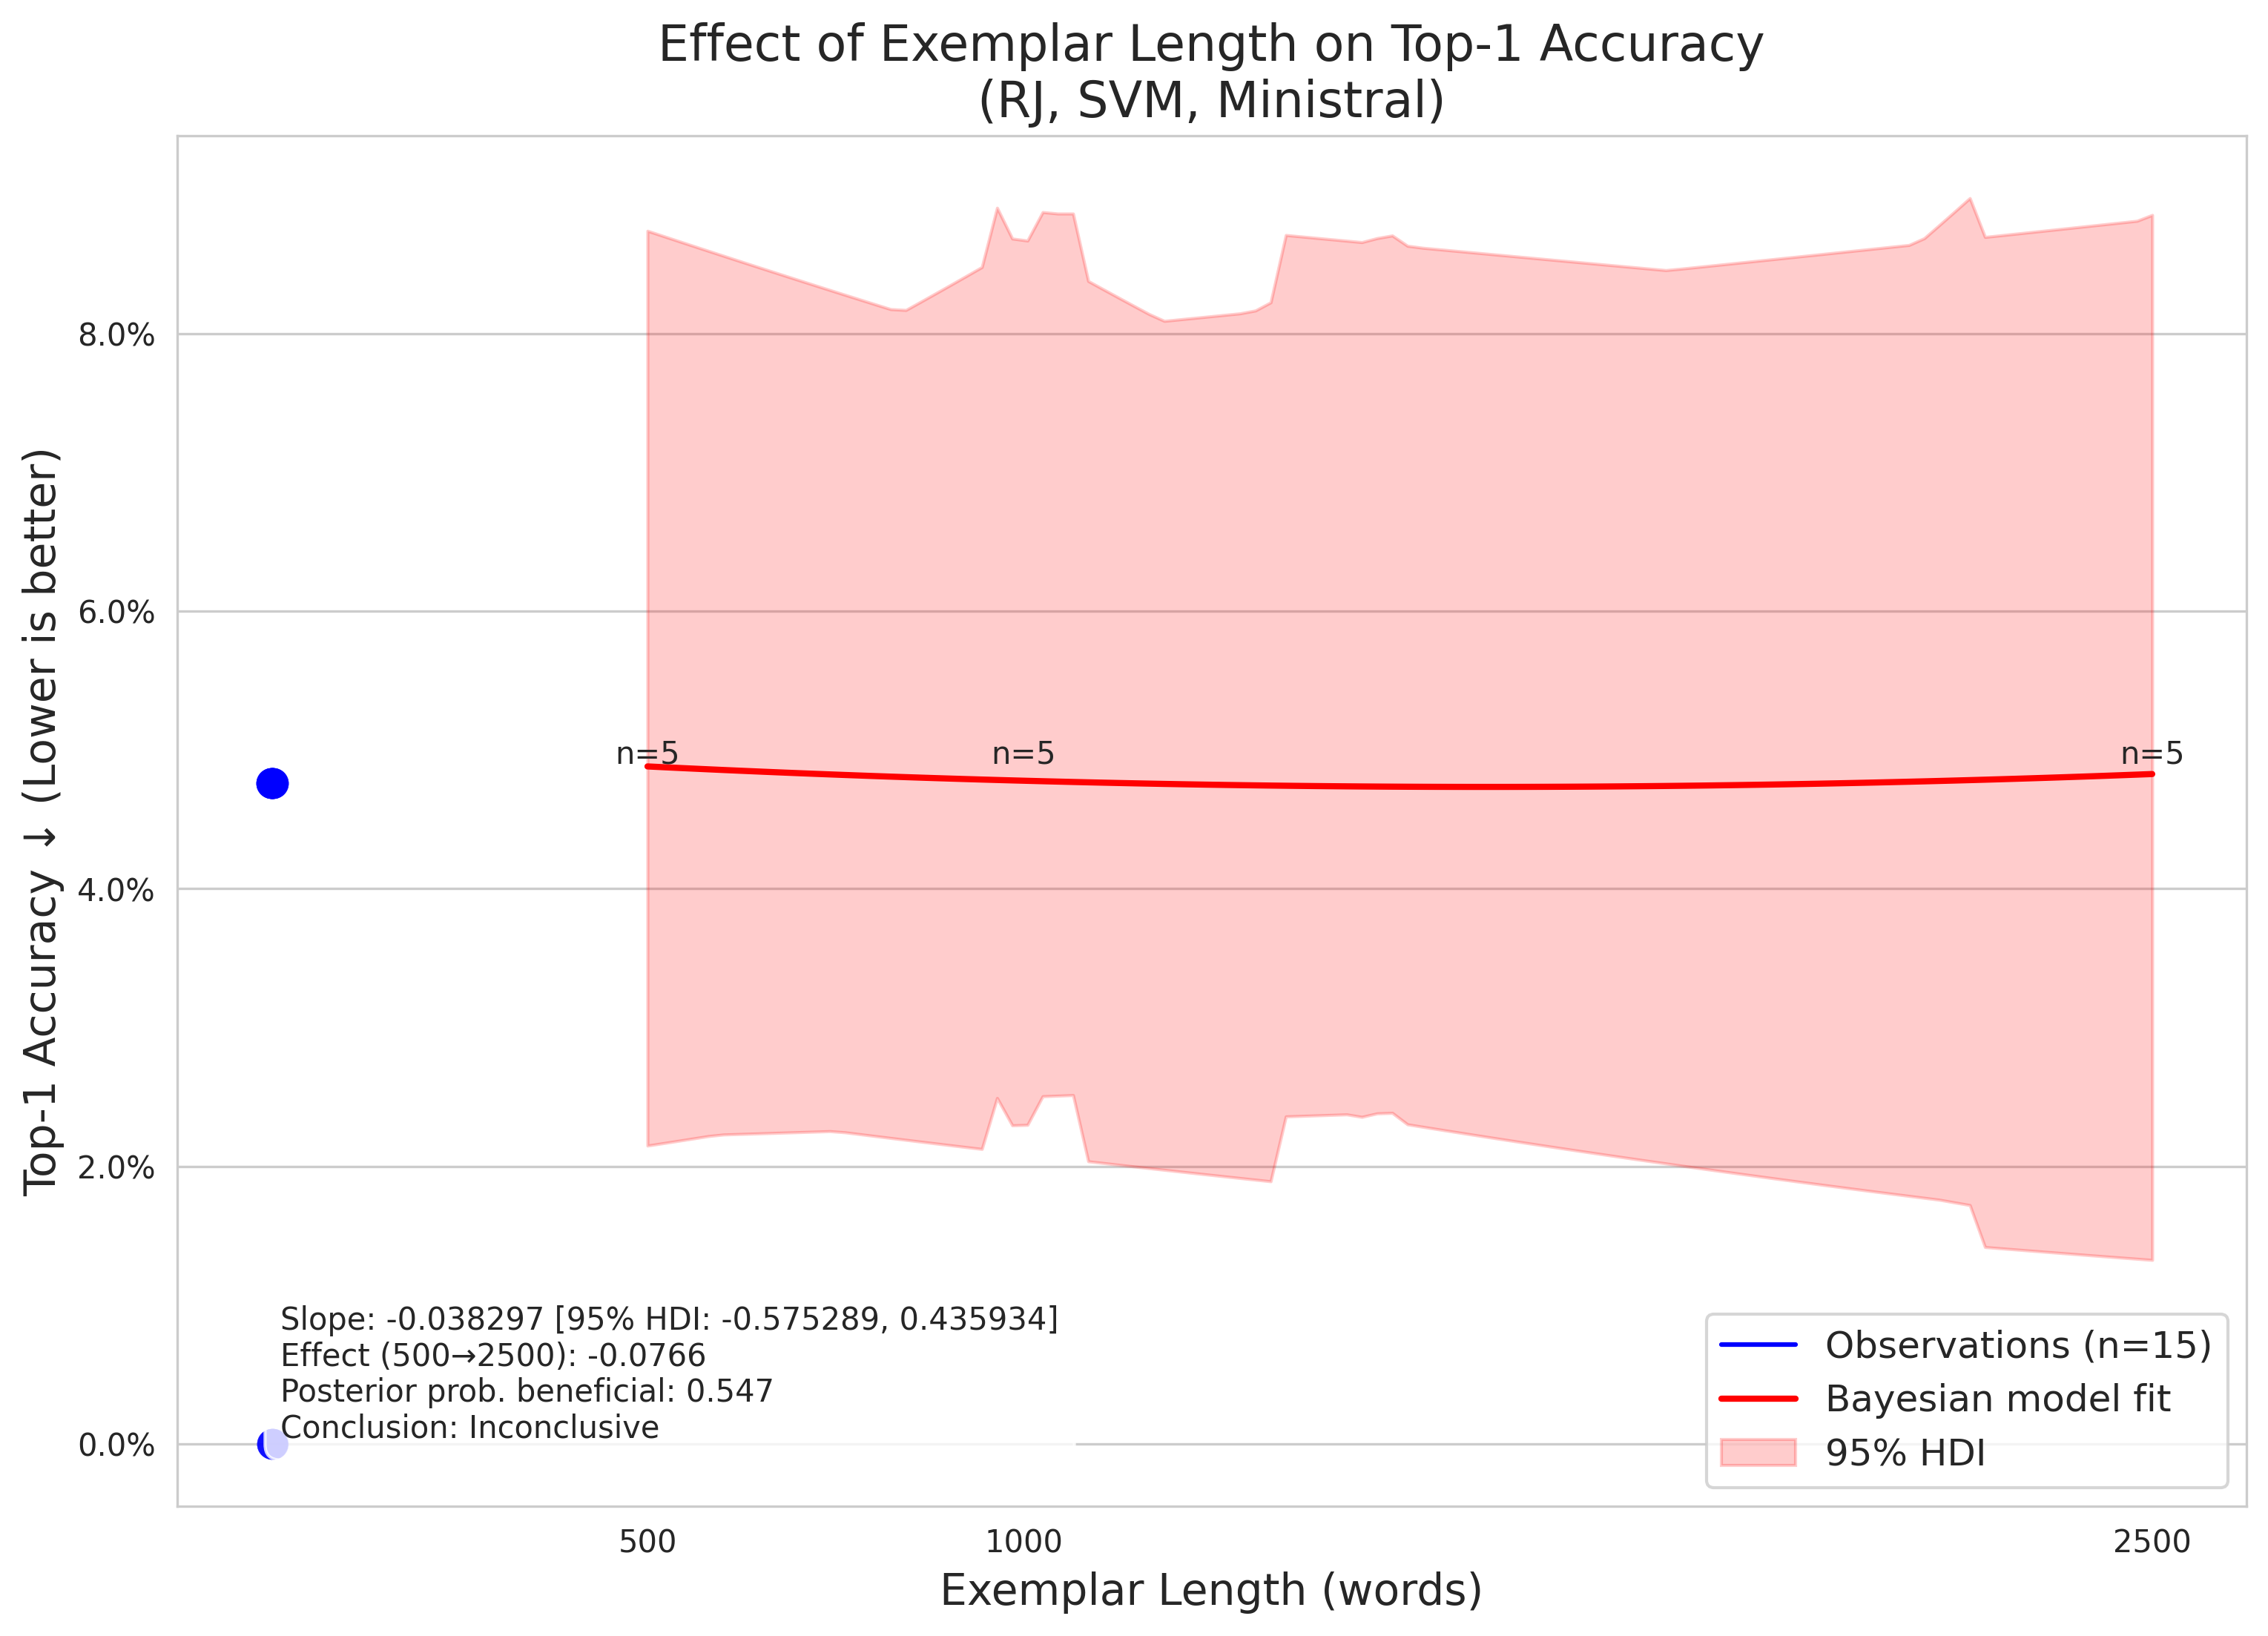 Effect of Exemplar Length on Top-1 Accuracy
(RJ, SVM, Ministral)
Top-1 Accuracy ↓ (Lower is better)
8.0%
6.0%
4.0%
2.0%
0.0%
n=5
n=5
n=5
Slope: -0.038297 [95% HDI: -0.575289, 0.435934]
Effect (500→2500): -0.0766
Posterior prob. beneficial: 0.547
Conclusion: Inconclusive
Observations (n=15)
Bayesian model fit
95% HDI
500
1000
2500
Exemplar Length (words)